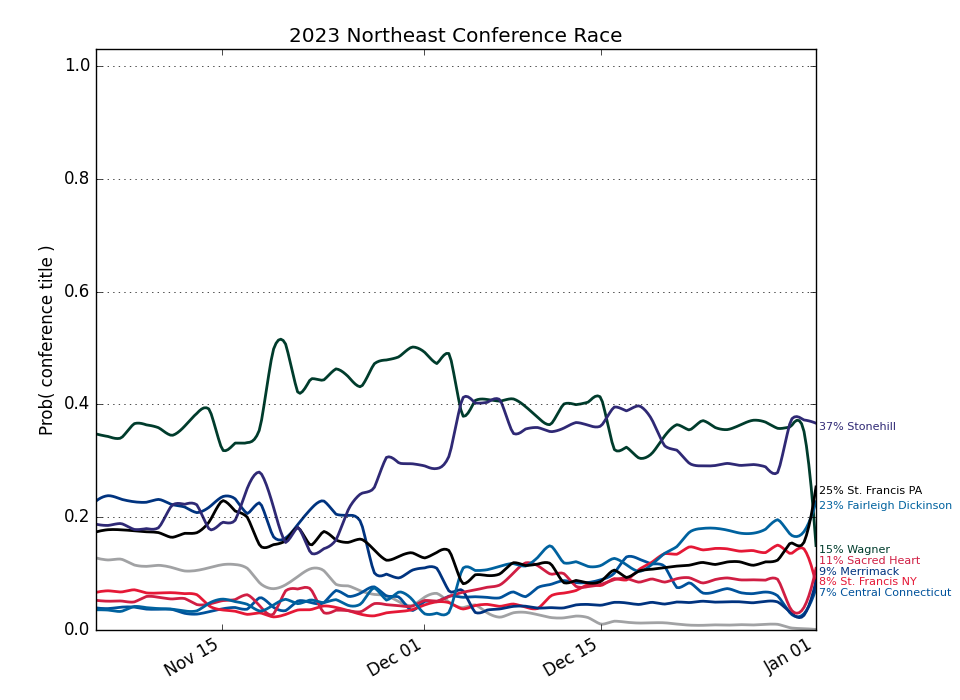 2023 Northeast Conference Race
Prob( conference title )
1.0
0.8
0.6
0.4
0.2
0.0
Nov 15
Dec 01
Dec 15
Jan 01
37% Stonehill
25% St. Francis PA
23% Fairleigh Dickinson
15% Wagner
11% Sacred Heart
9% Merrimack
8% St. Francis NY
7% Central Connecticut